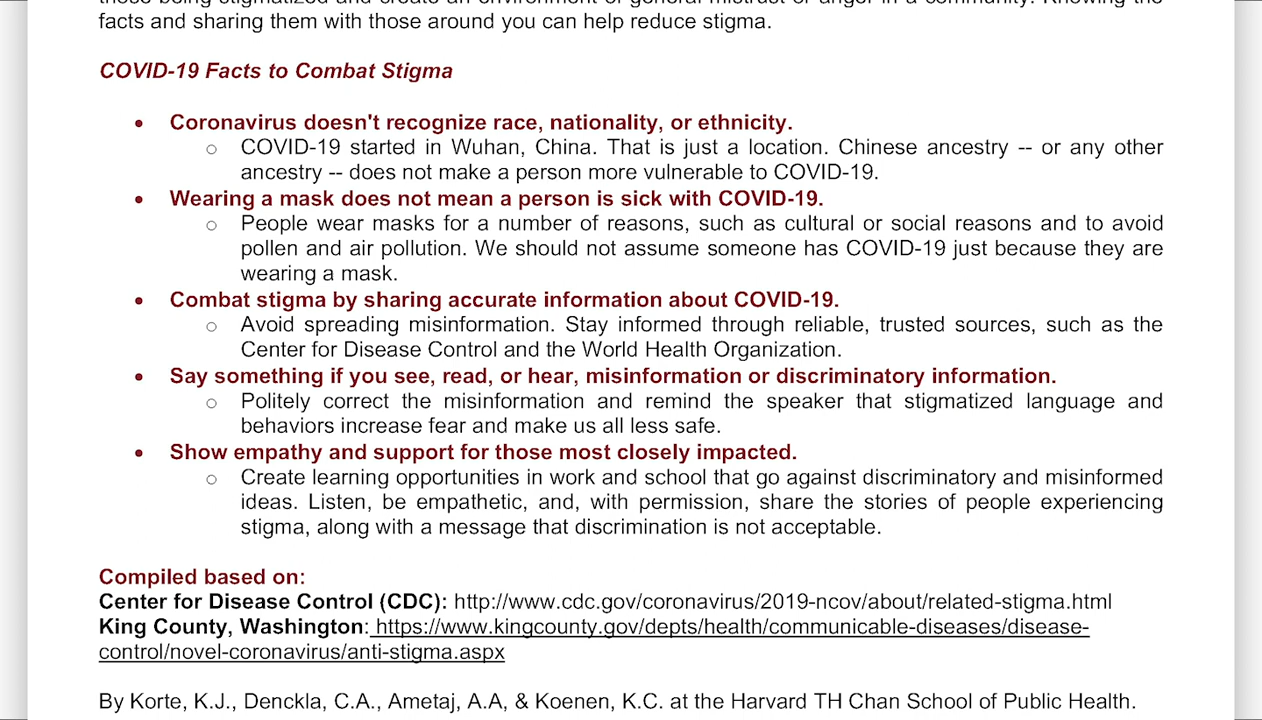 facts and sharing them with those around you can help reduce stigma.
COVID-19 Facts to Combat Stigma
• Coronavirus doesn't recognize race, nationality, or ethnicity.
○ COVID-19 started in Wuhan, China. That is just a location. Chinese ancestry -- or any other
ancestry -- does not make a person more vulnerable to COVID-19.
• Wearing a mask does not mean a person is sick with COVID-19.
○ People wear masks for a number of reasons, such as cultural or social reasons and to avoid
pollen and air pollution. We should not assume someone has COVID-19 just because they are
wearing a mask.
• Combat stigma by sharing accurate information about COVID-19.
○ Avoid spreading misinformation. Stay informed through reliable, trusted sources, such as the
Center for Disease Control and the World Health Organization.
• Say something if you see, read, or hear, misinformation or discriminatory information.
○ Politely correct the misinformation and remind the speaker that stigmatized language and
behaviors increase fear and make us all less safe.
• Show empathy and support for those most closely impacted.
○ Create learning opportunities in work and school that go against discriminatory and misinformed
ideas. Listen, be empathetic, and, with permission, share the stories of people experiencing
stigma, along with a message that discrimination is not acceptable.
Compiled based on:
Center for Disease Control (CDC): http://www.cdc.gov/coronavirus/2019-ncov/about/related-stigma.html
King County, Washington: https://www.kingcounty.gov/depts/health/communicable-diseases/disease-
control/novel-coronavirus/anti-stigma.aspx
By Korte, K.J., Denckla, C.A., Ametaj, A.A, & Koenen, K.C. at the Harvard TH Chan School of Public Health.